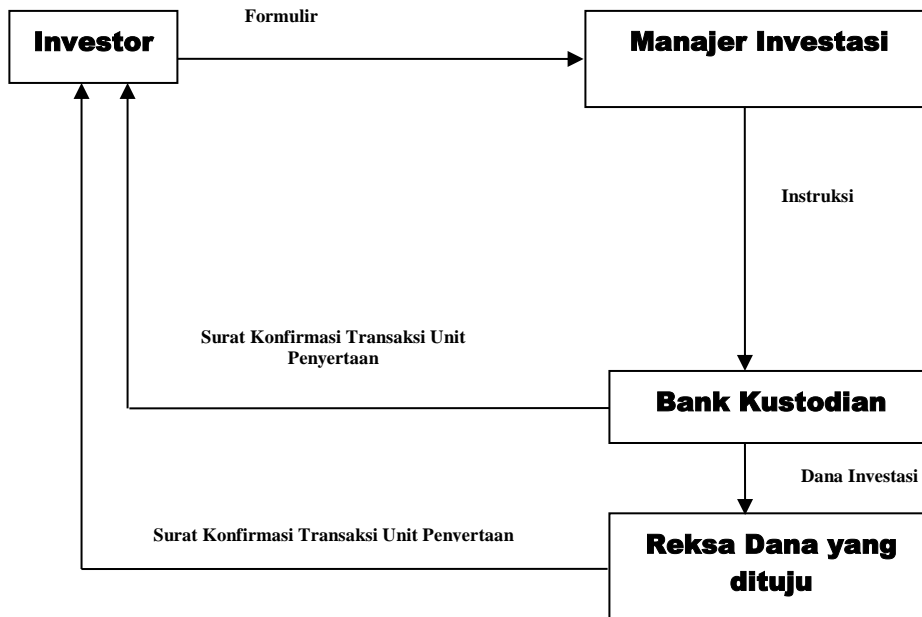 Formulir
Investor
Manajer Investasi
Instruksi
Surat Konfirmasi Transaksi Unit
Penyertaan
Bank Kustodian
Dana Investasi
Surat Konfirmasi Transaksi Unit Penyertaan
Reksa Dana yang
dituju